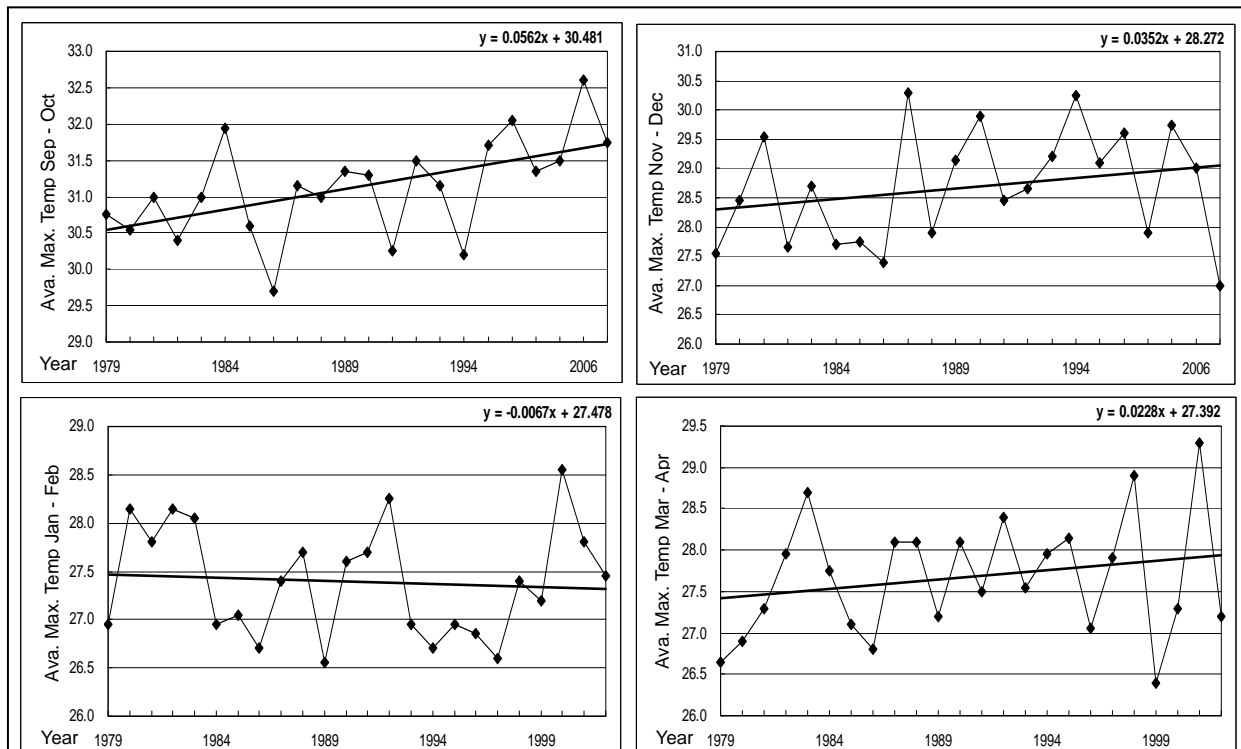 y = 0.0562x + 30.481
Ava. Max. Temp Sep - Oct
33.0
32.5
32.0
31.5
31.0
30.5
30.0
29.5
29.0
Year
1979 1984 1989 1994 2006
y = 0.0352x + 28.272
Ava. Max. Temp Nov - Dec
31.0
30.5
30.0
29.5
29.0
28.5
28.0
27.5
27.0
26.5
26.0
Year
1979 1984 1989 1994 2006
y = -0.0067x + 27.478
Ava. Max. Temp Jan - Feb
29.0
28.5
28.0
27.5
27.0
26.5
26.0
Year
1979 1984 1989 1994 1999
y = 0.0228x + 27.392
Ava. Max. Temp Mar - Apr
29.5
29.0
28.5
28.0
27.5
27.0
26.5
26.0
Year
1979 1984 1989 1994 1999